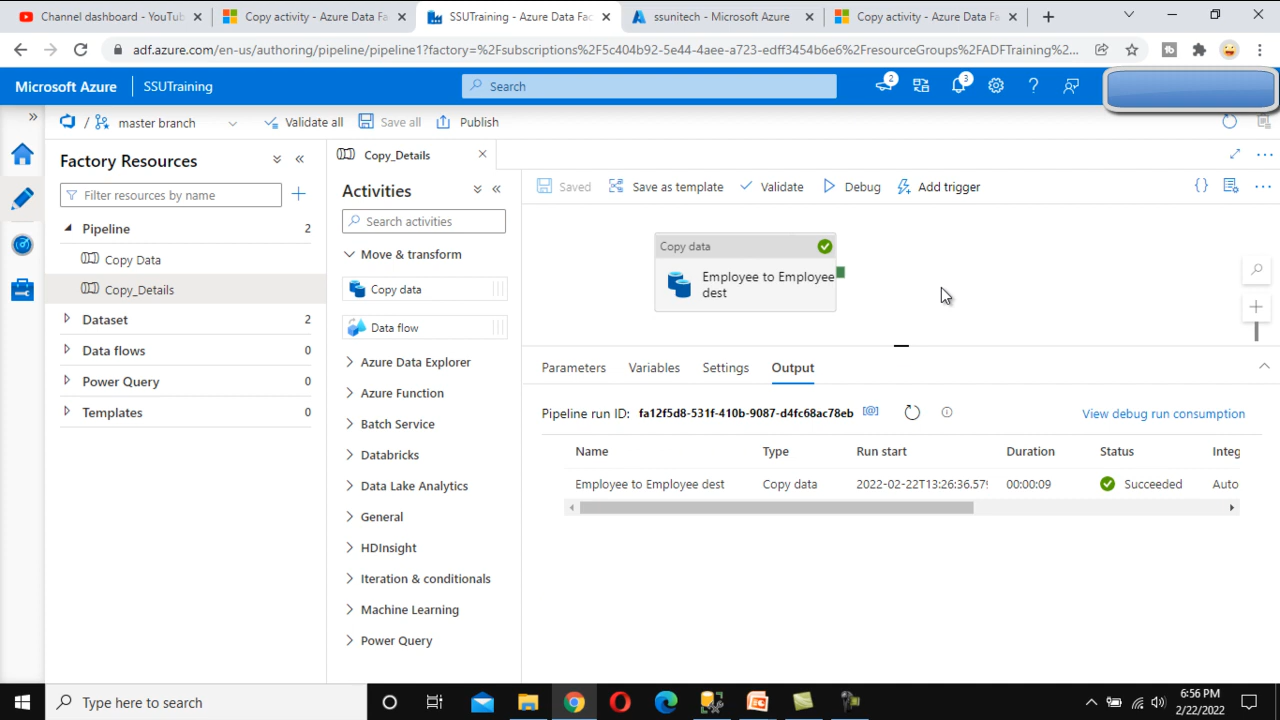 Channel dashboard - YouTu
Copy activity - Azure Data Fa
SSUTraining - Azure Data Fac
ssunitech - Microsoft Azure
Copy activity - Azure Data Fa
adf.azure.com/en-us/authoring/pipeline/pipeline1?factory=%2Fsubscriptions%2F5c404b92-5e44-4aee-a723-edff3454b6e6%2FresourceGroups%2FADFTraining%2...
Microsoft Azure
SSUTraining
Search
2
3
/ master branch
Validate all
Save all
Publish
Factory Resources
Filter resources by name
Pipeline 2
Copy Data
Copy_Details
Dataset 2
Data flows 0
Power Query 0
Templates 0
Copy_Details
Activities
Search activities
Move & transform
Copy data
Data flow
Azure Data Explorer
Azure Function
Batch Service
Databricks
Data Lake Analytics
General
HDInsight
Iteration & conditionals
Machine Learning
Power Query
Saved
Save as template
Validate
Debug
Add trigger
Copy data
Employee to Employee
dest
Parameters Variables Settings Output
Pipeline run ID: fa12f5d8-531f-410b-9087-d4fc68ac78eb
View debug run consumption
Name Type Run start Duration Status Integ
Employee to Employee dest Copy data 2022-02-22T13:26:36.579 00:00:09 Succeeded Auto
Type here to search
6:56 PM
2/22/2022